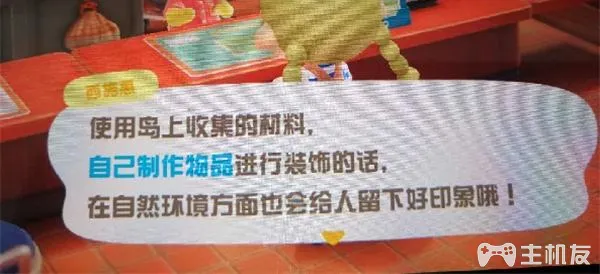 西施惠
使用岛上收集的材料，
自己制作物品进行装饰的话，
在自然环境方面也会给人留下好印象哦！
主机友